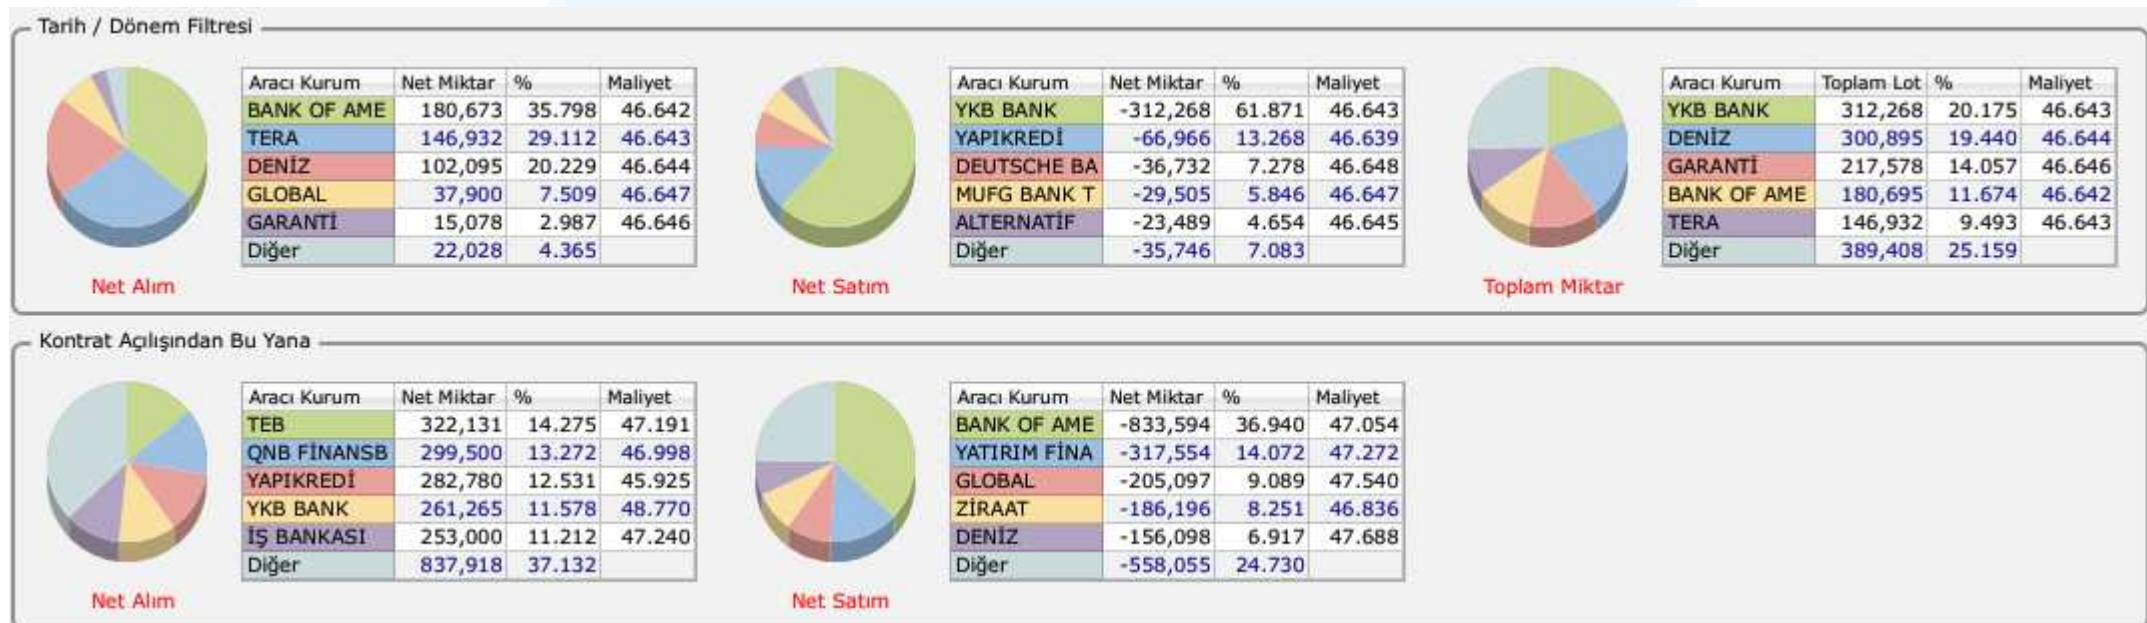 Tarih / Dönem Filtresi
Aracı Kurum Net Miktar % Maliyet
BANK OF AME 180,673 35.798 46.642
TERA 146,932 29.112 46.643
DENİZ 102,095 20.229 46.644
GLOBAL 37,900 7.509 46.647
GARANTİ 15,078 2.987 46.646
Diğer 22,028 4.365
Net Alım
Aracı Kurum Net Miktar % Maliyet
YKB BANK -312,268 61.871 46.643
YAPIKREDİ -66,966 13.268 46.639
DEUTSCHE BA -36,732 7.278 46.648
MUFG BANK T -29,505 5.846 46.647
ALTERNATİF -23,489 4.654 46.645
Diğer -35,746 7.083
Net Satım
Aracı Kurum Toplam Lot % Maliyet
YKB BANK 312,268 20.175 46.643
DENİZ 300,895 19.440 46.644
GARANTİ 217,578 14.057 46.646
BANK OF AME 180,695 11.674 46.642
TERA 146,932 9.493 46.643
Diğer 389,408 25.159
Toplam Miktar
Kontrat Açılışından Bu Yana
Aracı Kurum Net Miktar % Maliyet
TEB 322,131 14.275 47.191
QNB FİNANSB 299,500 13.272 46.998
YAPIKREDİ 282,780 12.531 45.925
YKB BANK 261,265 11.578 48.770
İŞ BANKASI 253,000 11.212 47.240
Diğer 837,918 37.132
Net Alım
Aracı Kurum Net Miktar % Maliyet
BANK OF AME -833,594 36.940 47.054
YATIRIM FİNA -317,554 14.072 47.272
GLOBAL -205,097 9.089 47.540
ZİRAAT -186,196 8.251 46.836
DENİZ -156,098 6.917 47.688
Diğer -558,055 24.730
Net Satım